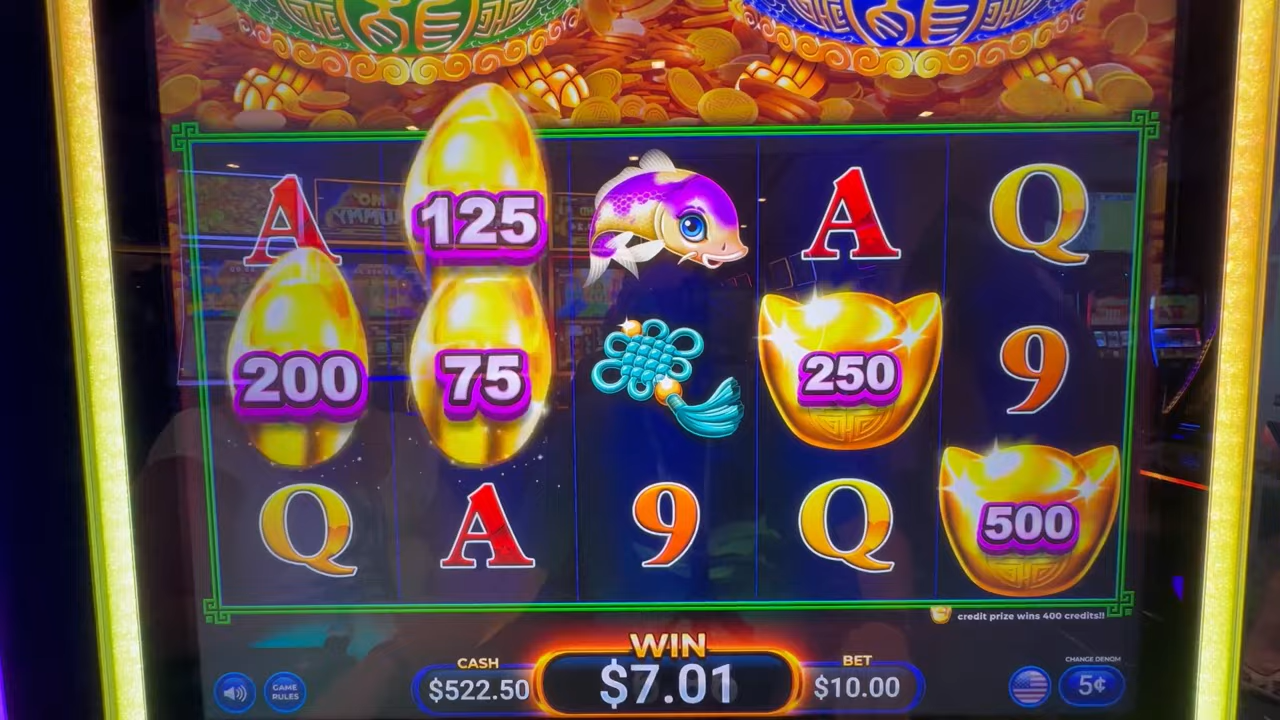 125
A
A
Q
200
75
250
9
Q
A
9
Q
500
credit prize wins 400 credits!!
WIN
CASH
$522.50
$7.01
BET
$10.00
GAME
RULES
CHANGE DENOM
5¢